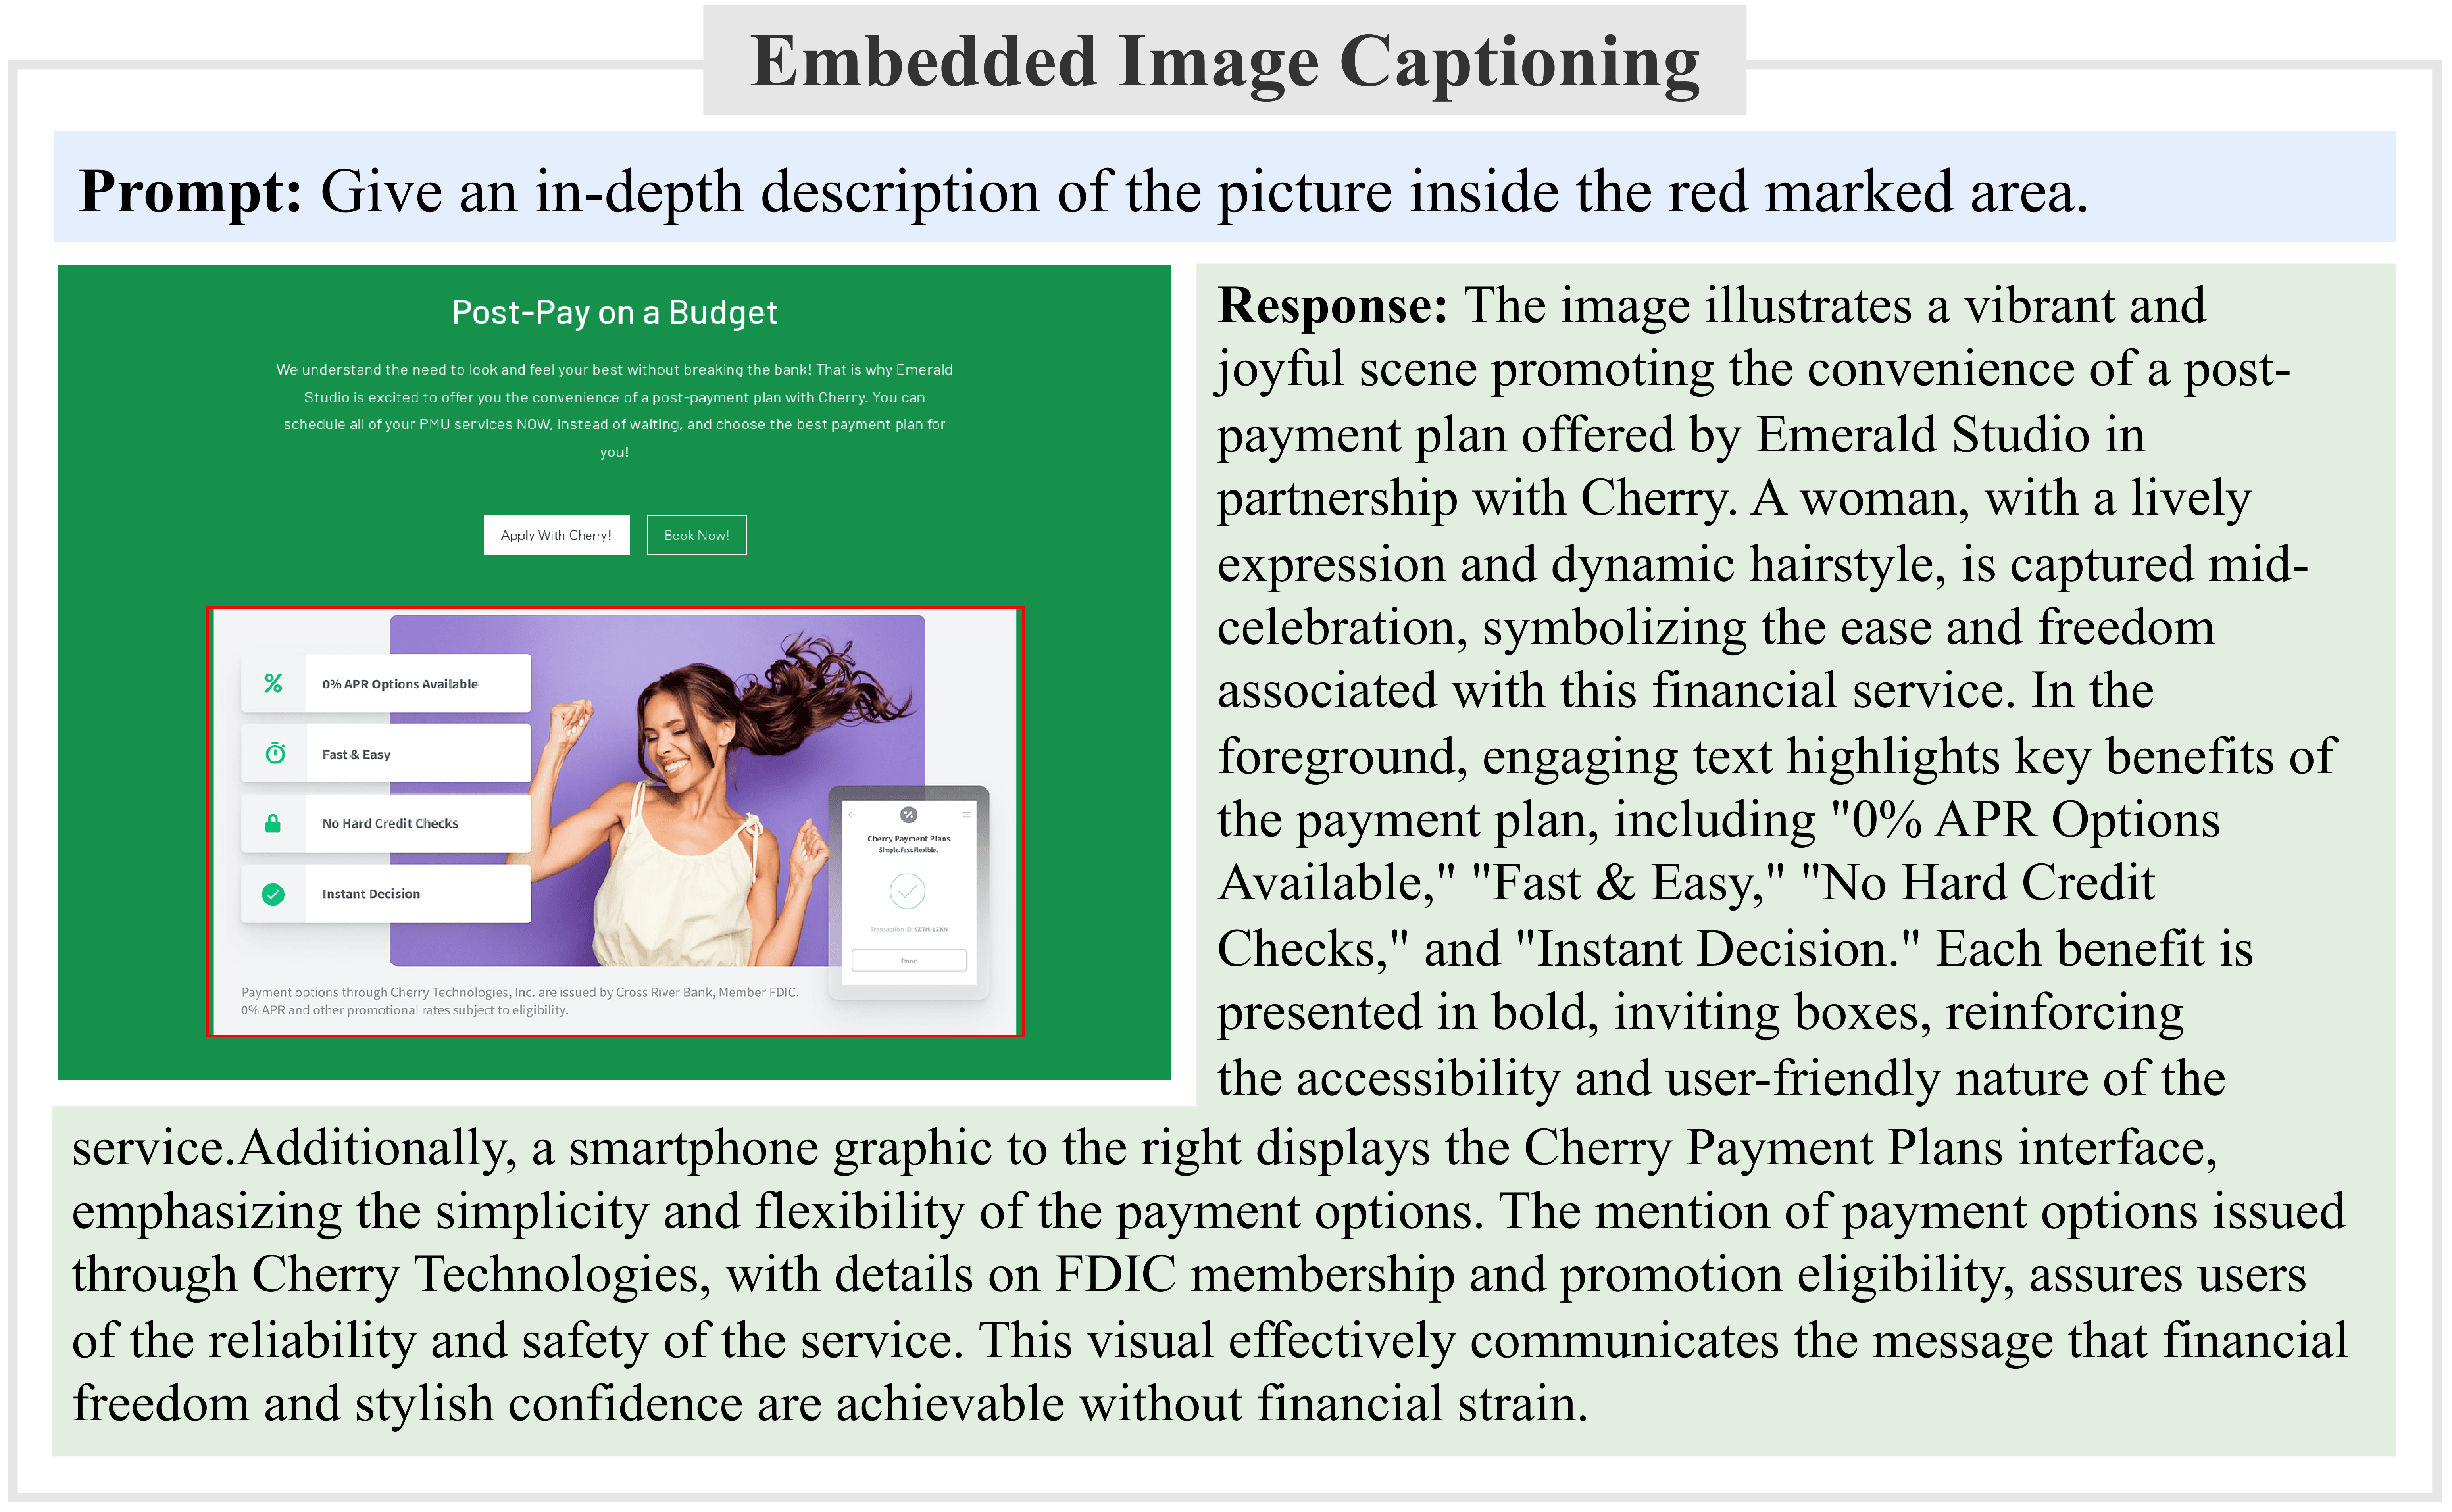 Embedded Image Captioning
Prompt: Give an in-depth description of the picture inside the red marked area.
Post-Pay on a Budget
We understand the need to look and feel your best without breaking the bank! That is why Emerald
Studio is excited to offer you the convenience of a post-payment plan with Cherry. You can
schedule all of your PMU services NOW, instead of waiting, and choose the best payment plan for
you!
Apply With Cherry!
Book Now!
0% APR Options Available
Fast & Easy
No Hard Credit Checks
Instant Decision
Cherry Payment Plans
Simple.Fast.Flexible.
Transaction ID: 9ZTH-1ZKH
Done
Payment options through Cherry Technologies, Inc. are issued by Cross River Bank, Member FDIC.
0% APR and other promotional rates subject to eligibility.
Response: The image illustrates a vibrant and
joyful scene promoting the convenience of a post-
payment plan offered by Emerald Studio in
partnership with Cherry. A woman, with a lively
expression and dynamic hairstyle, is captured mid-
celebration, symbolizing the ease and freedom
associated with this financial service. In the
foreground, engaging text highlights key benefits of
the payment plan, including "0% APR Options
Available," "Fast & Easy," "No Hard Credit
Checks," and "Instant Decision." Each benefit is
presented in bold, inviting boxes, reinforcing
the accessibility and user-friendly nature of the
service.Additionally, a smartphone graphic to the right displays the Cherry Payment Plans interface,
emphasizing the simplicity and flexibility of the payment options. The mention of payment options issued
through Cherry Technologies, with details on FDIC membership and promotion eligibility, assures users
of the reliability and safety of the service. This visual effectively communicates the message that financial
freedom and stylish confidence are achievable without financial strain.